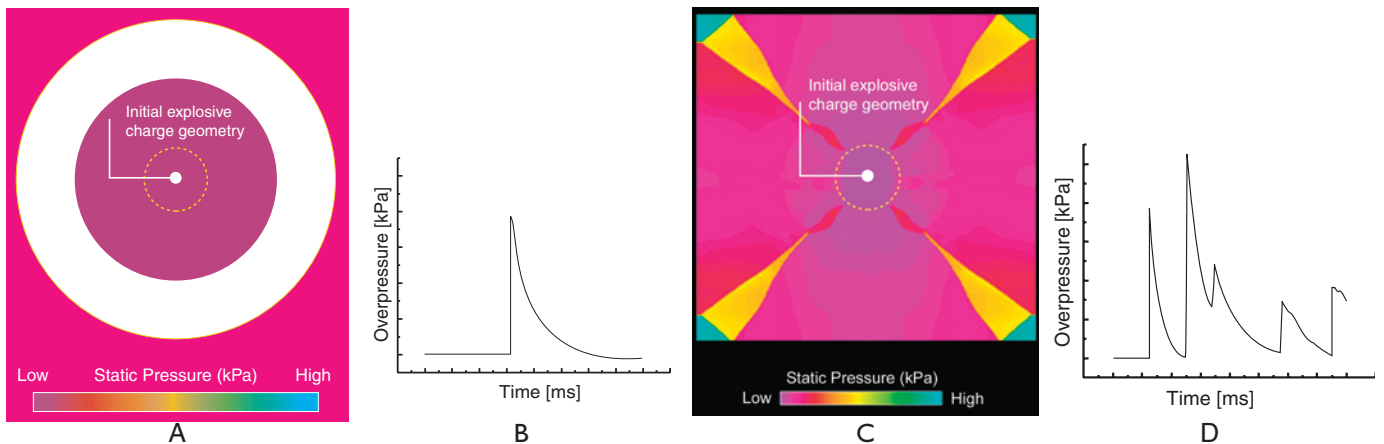 Initial explosive
charge geometry
Low Static Pressure (kPa) High
A
Overpressure [kPa]
Time [ms]
B
Initial explosive
charge geometry
Static Pressure (kPa)
Low High
C
Overpressure [kPa]
Time [ms]
D